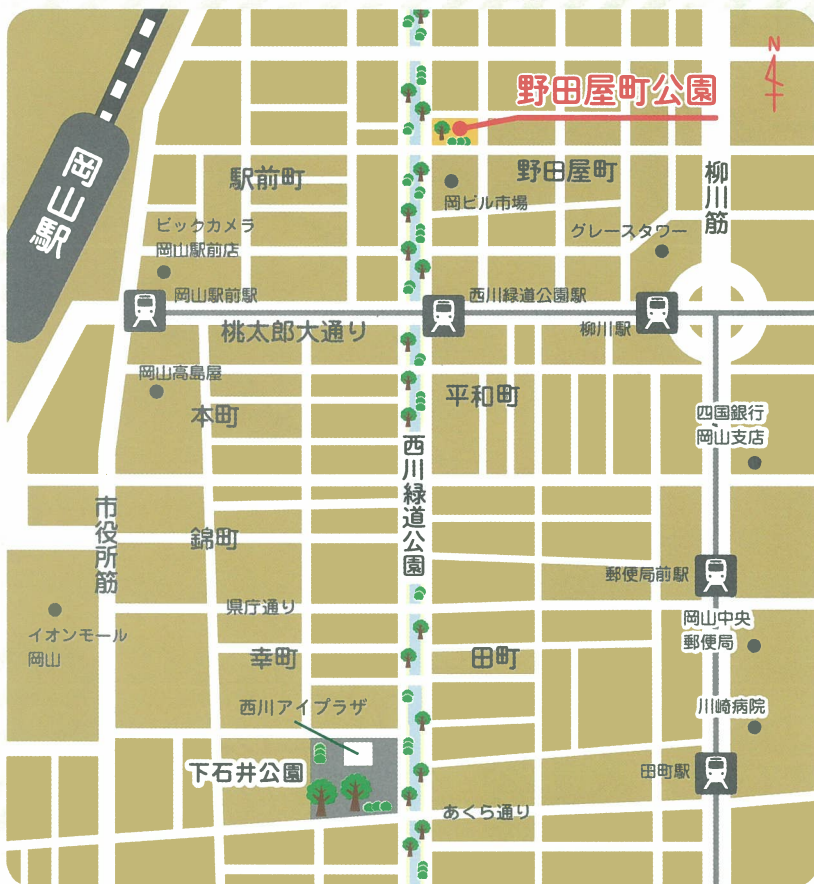 N
野田屋町公園
岡山駅
駅前町
野田屋町
柳川筋
岡ビル市場
ビックカメラ
岡山駅前店
グレースタワー
岡山駅前駅
西川緑道公園駅
柳川駅
桃太郎大通り
岡山高島屋
本町
平和町
四国銀行
岡山支店
西川緑道公園
市役所筋
錦町
郵便局前駅
県庁通り
岡山中央
郵便局
イオンモール
岡山
幸町
田町
西川アイプラザ
川崎病院
下石井公園
田町駅
あくら通り